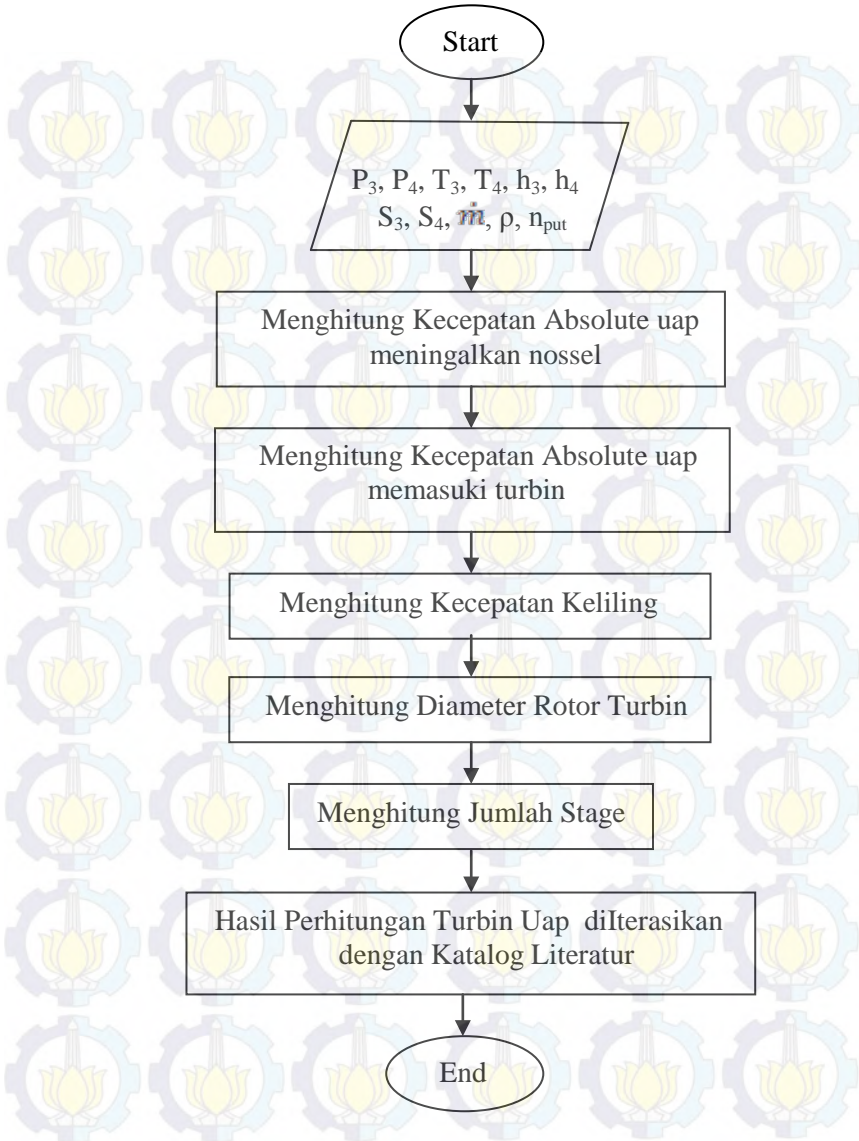 Start
P₃, P₄, T₃, T₄, h₃, h₄
S₃, S₄, ṁ, ρ, nₚᵤₜ
Menghitung Kecepatan Absolute uap
meningalkan nossel
Menghitung Kecepatan Absolute uap
memasuki turbin
Menghitung Kecepatan Keliling
Menghitung Diameter Rotor Turbin
Menghitung Jumlah Stage
Hasil Perhitungan Turbin Uap diIterasikan
dengan Katalog Literatur
End